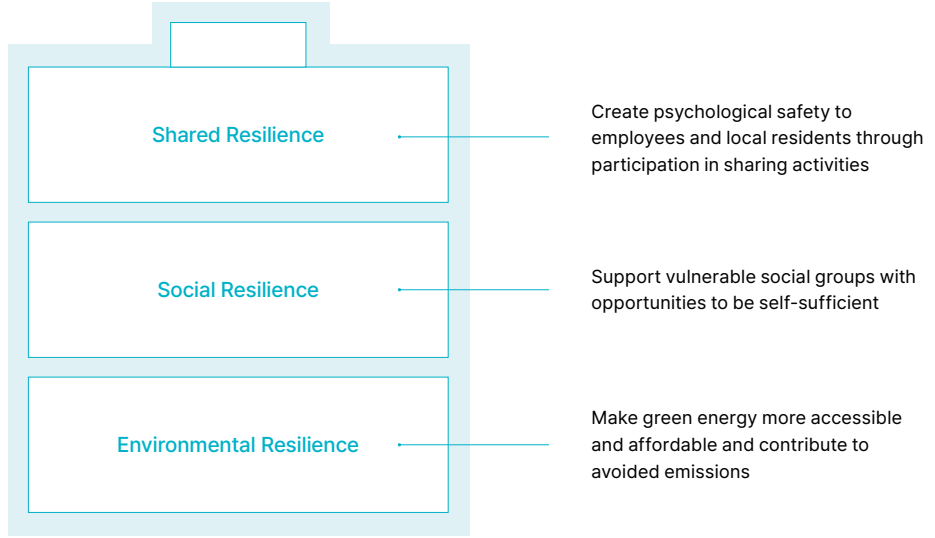 Shared Resilience
Create psychological safety to
employees and local residents through
participation in sharing activities
Social Resilience
Support vulnerable social groups with
opportunities to be self-sufficient
Environmental Resilience
Make green energy more accessible
and affordable and contribute to
avoided emissions